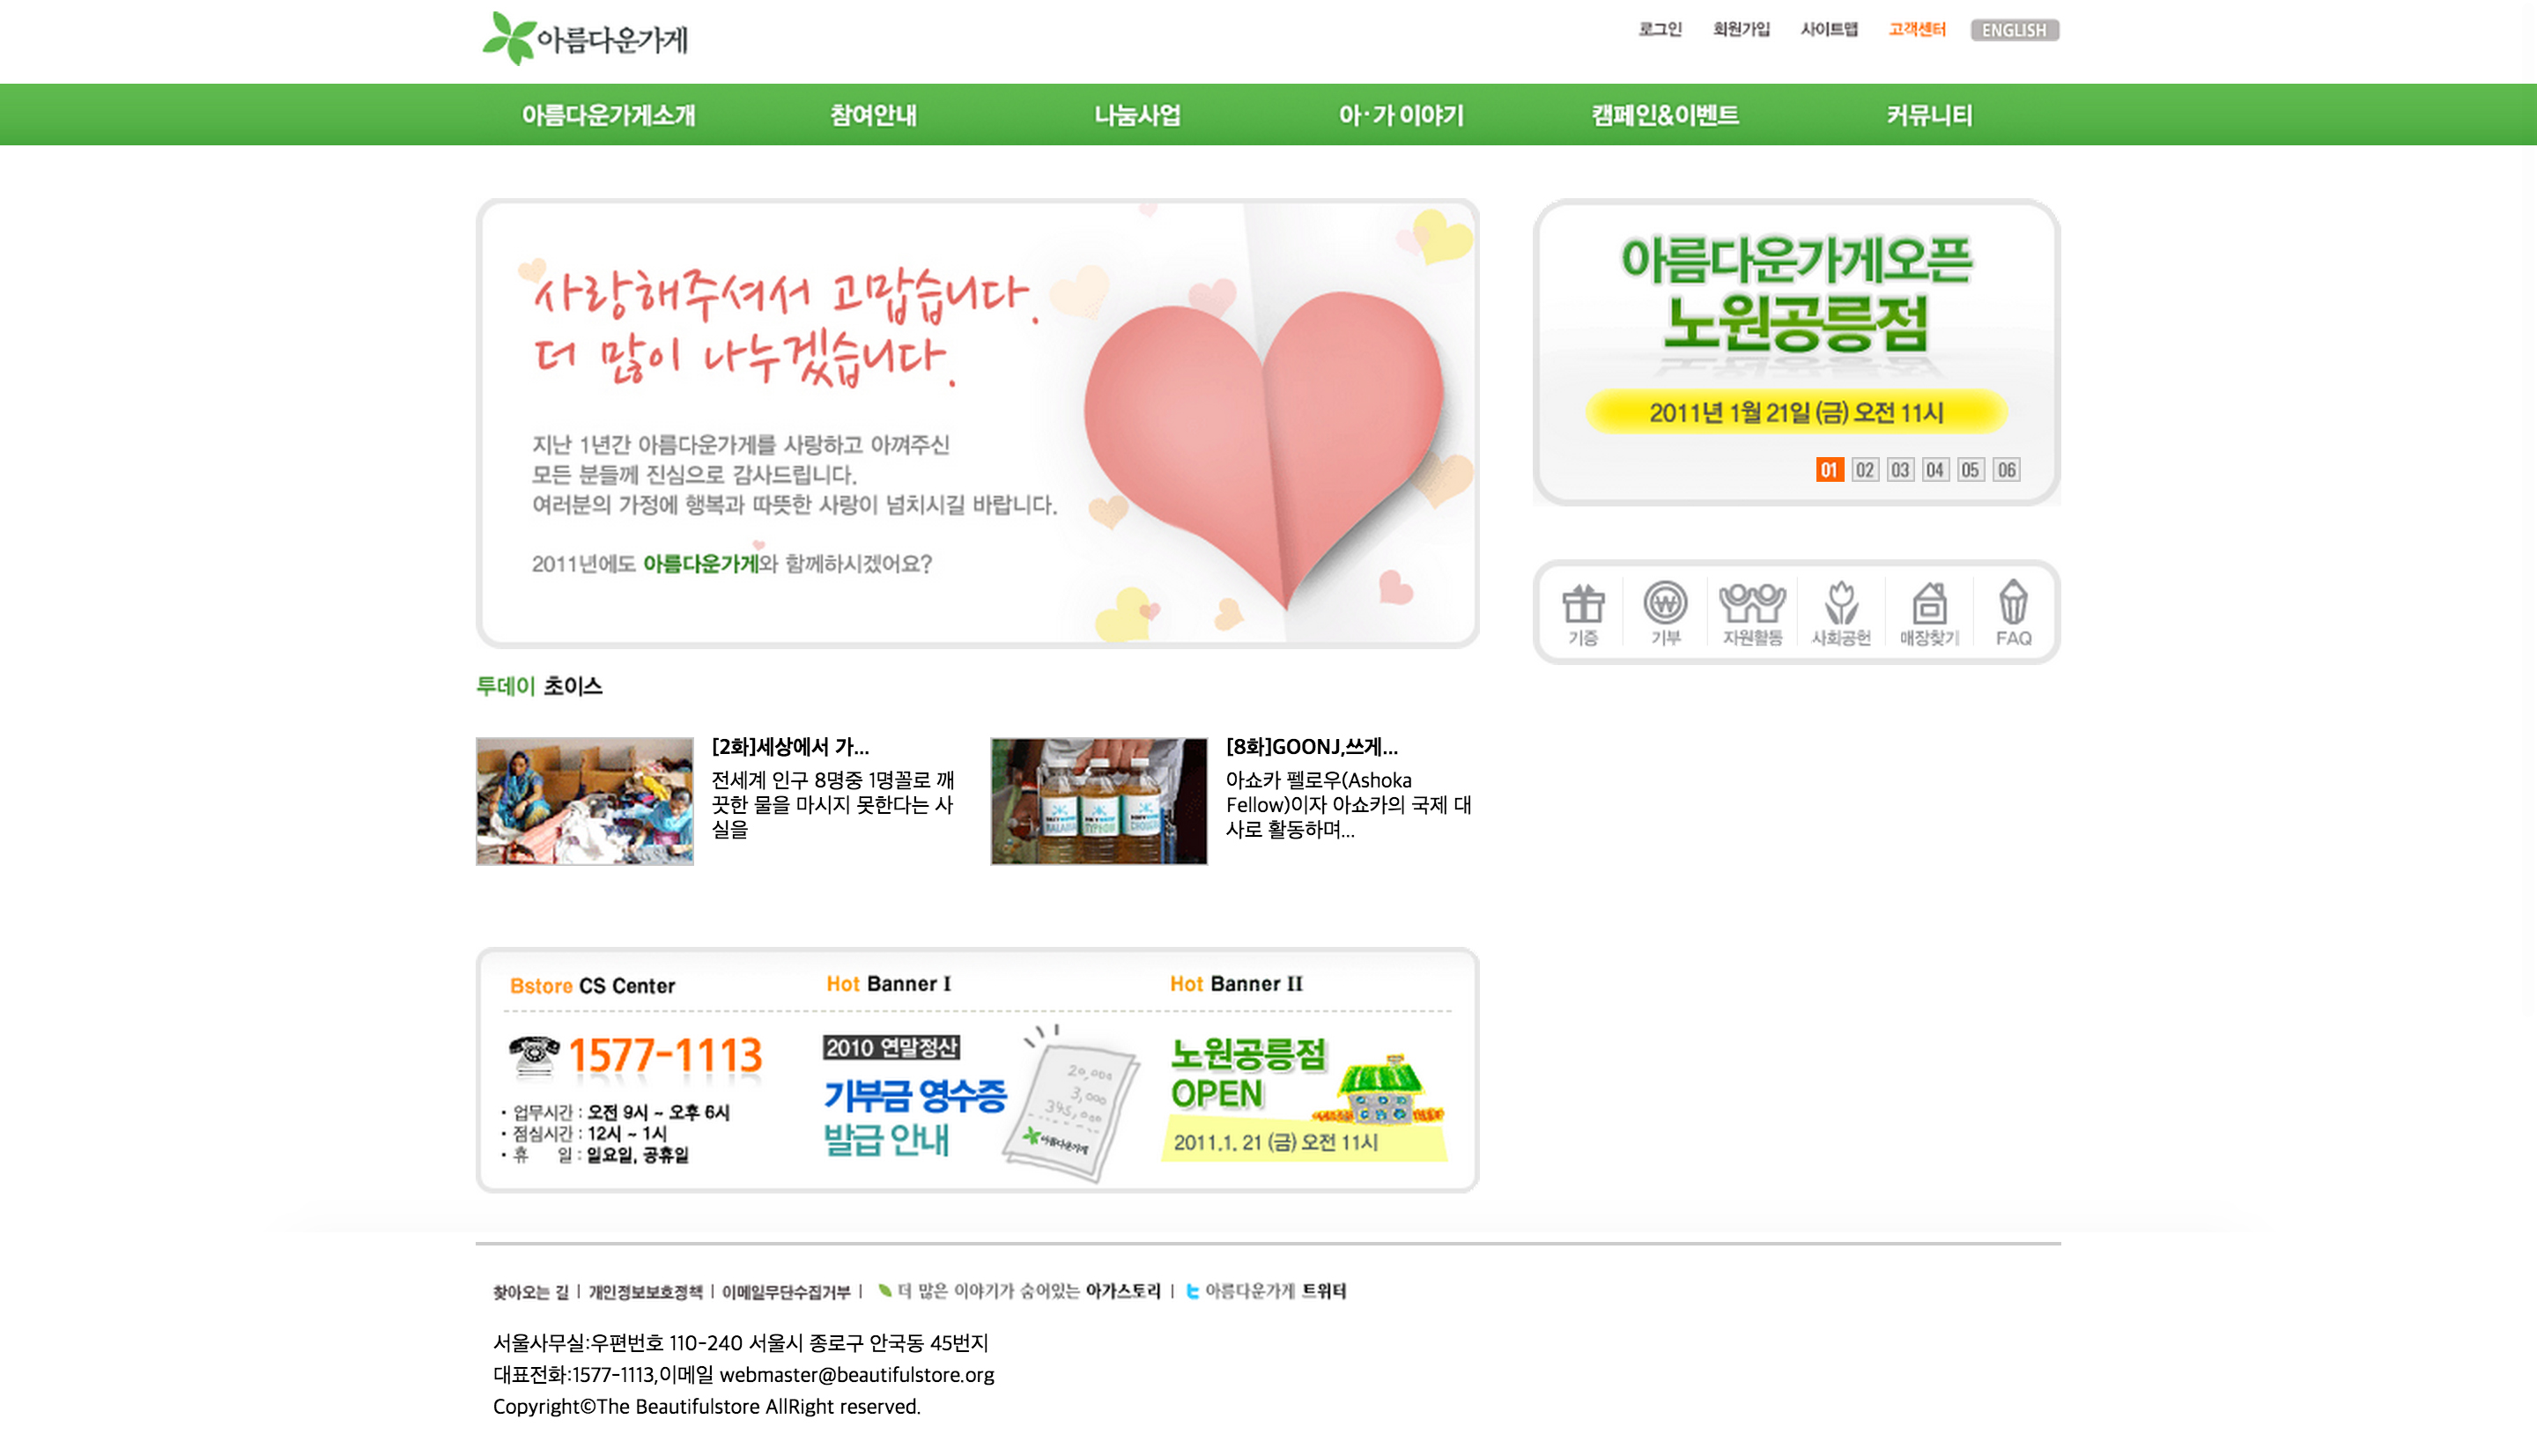 아름다운가게
로그인 회원가입 사이트맵 고객센터 ENGLISH
아름다운가게소개 참여안내 나눔사업 아·가 이야기 캠페인&이벤트 커뮤니티
사랑해주셔서 고맙습니다.
더 많이 나누겠습니다.
지난 1년간 아름다운가게를 사랑하고 아껴주신
모든 분들께 진심으로 감사드립니다.
여러분의 가정에 행복과 따뜻한 사랑이 넘치시길 바랍니다.
2011년에도 아름다운가게와 함께하시겠어요?
아름다운가게오픈
노원공릉점
2011년 1월 21일 (금) 오전 11시
01 02 03 04 05 06
기증 기부 자원활동 사회공헌 매장찾기 FAQ
투데이 초이스
[2화]세상에서 가...
전세계 인구 8명중 1명꼴로 깨
끗한 물을 마시지 못한다는 사
실을
MALARIA TYPHOID CHOLERA
[8화]GOONJ,쓰게...
아쇼카 펠로우(Ashoka
Fellow)이자 아쇼카의 국제 대
사로 활동하며...
Bstore CS Center
1577-1113
· 업무시간 : 오전 9시 ~ 오후 6시
· 점심시간 : 12시 ~ 1시
· 휴 일 : 일요일, 공휴일
Hot Banner I
2010 연말정산
기부금 영수증
발급 안내
20,000
3,000
345,000
아름다운가게
Hot Banner II
노원공릉점
OPEN
2011.1. 21 (금) 오전 11시
찾아오는 길 | 개인정보보호정책 | 이메일무단수집거부 | 더 많은 이야기가 숨어있는 아가스토리 | 아름다운가게 트위터
서울사무실:우편번호 110-240 서울시 종로구 안국동 45번지
대표전화:1577-1113,이메일 webmaster@beautifulstore.org
Copyright©The Beautifulstore AllRight reserved.